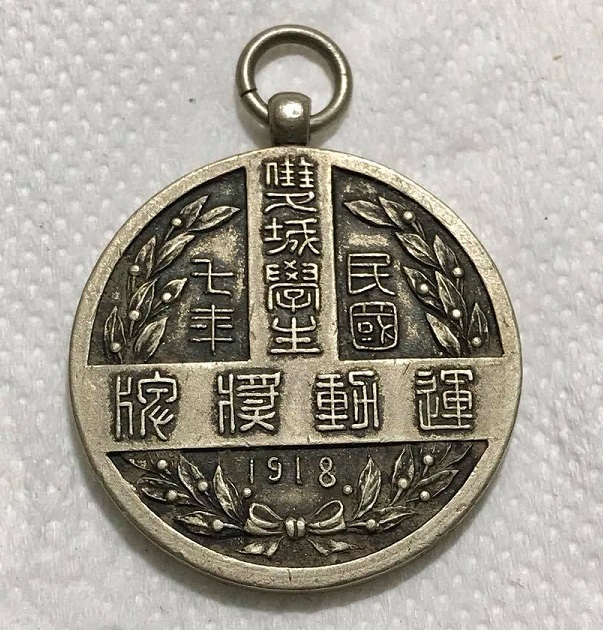 雙城學生
民國
七年
運動獎牌
1918.